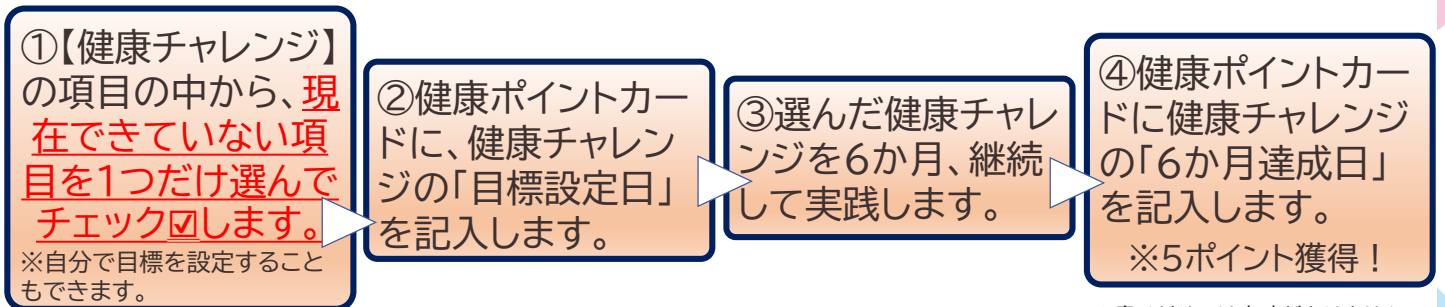 ①【健康チャレンジ】
の項目の中から、現
在できていない項
目を1つだけ選んで
チェック☑します。
※自分で目標を設定すること
もできます。
②健康ポイントカー
ドに、健康チャレン
ジの「目標設定日」
を記入します。
③選んだ健康チャレ
ンジを6か月、継続
して実践します。
④健康ポイントカー
ドに健康チャレンジ
の「6か月達成日」
を記入します。
※5ポイント獲得！